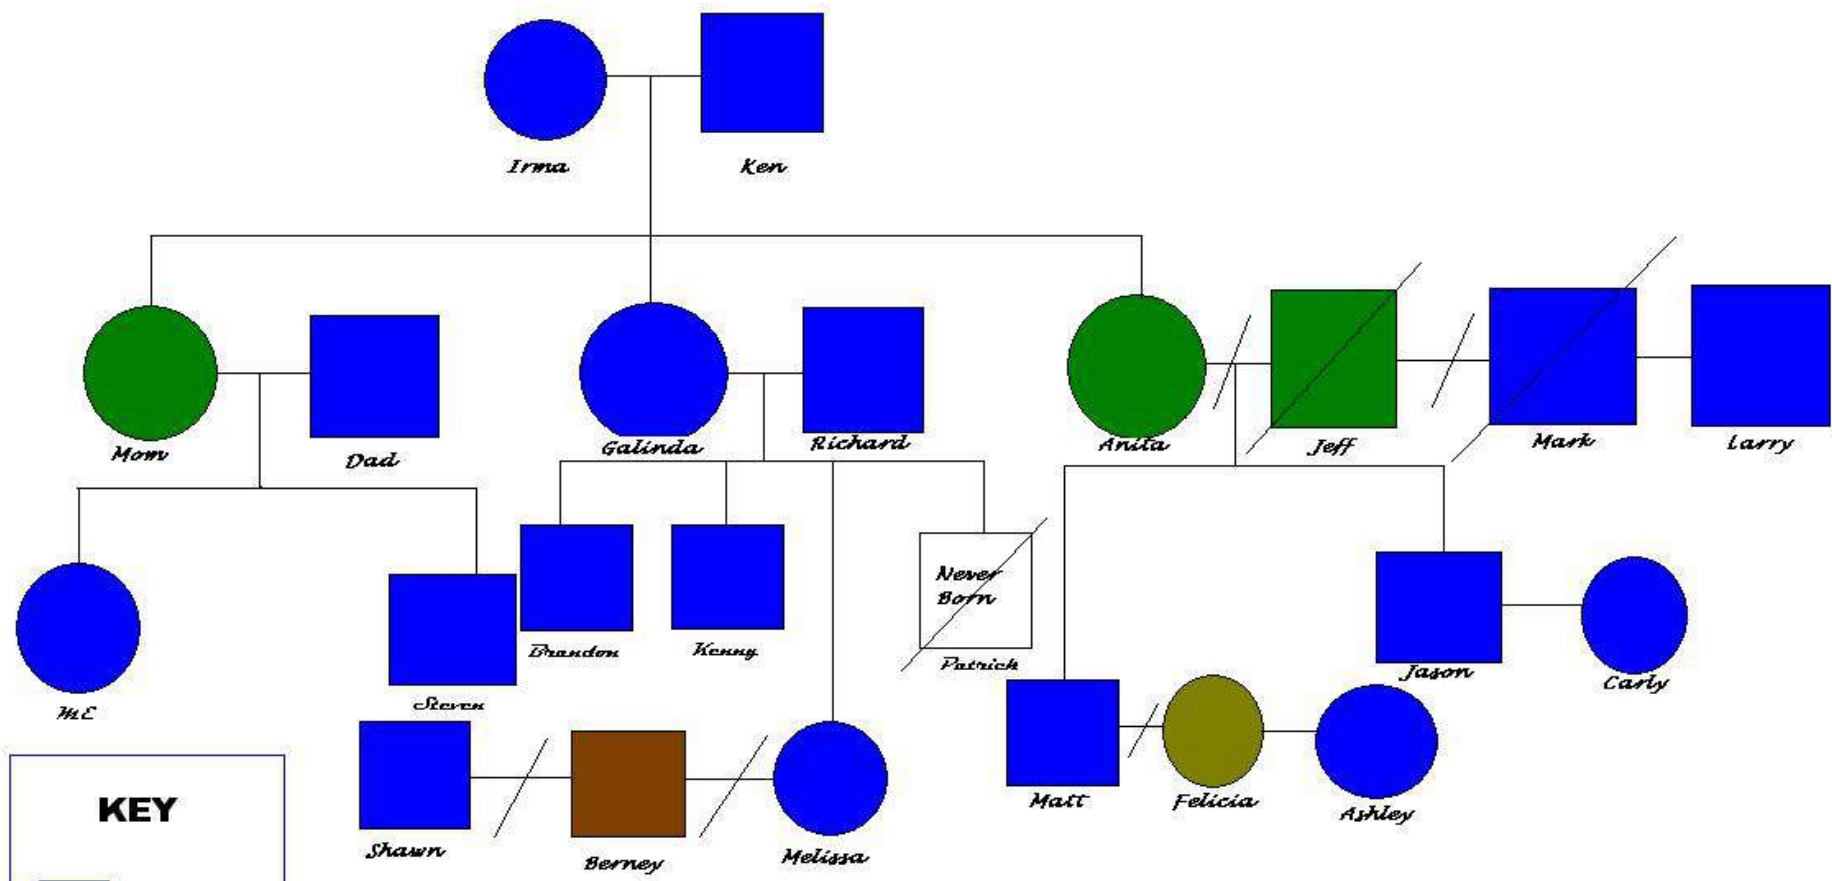 Irma
Ken
Mom
Dad
Galinda
Richard
Anita
Jeff
Mark
Larry
ME
Steven
Brandon
Kenny
Never
Born
Patrick
Jason
Carly
Matt
Felicia
Ashley
Shawn
Berney
Melissa
KEY